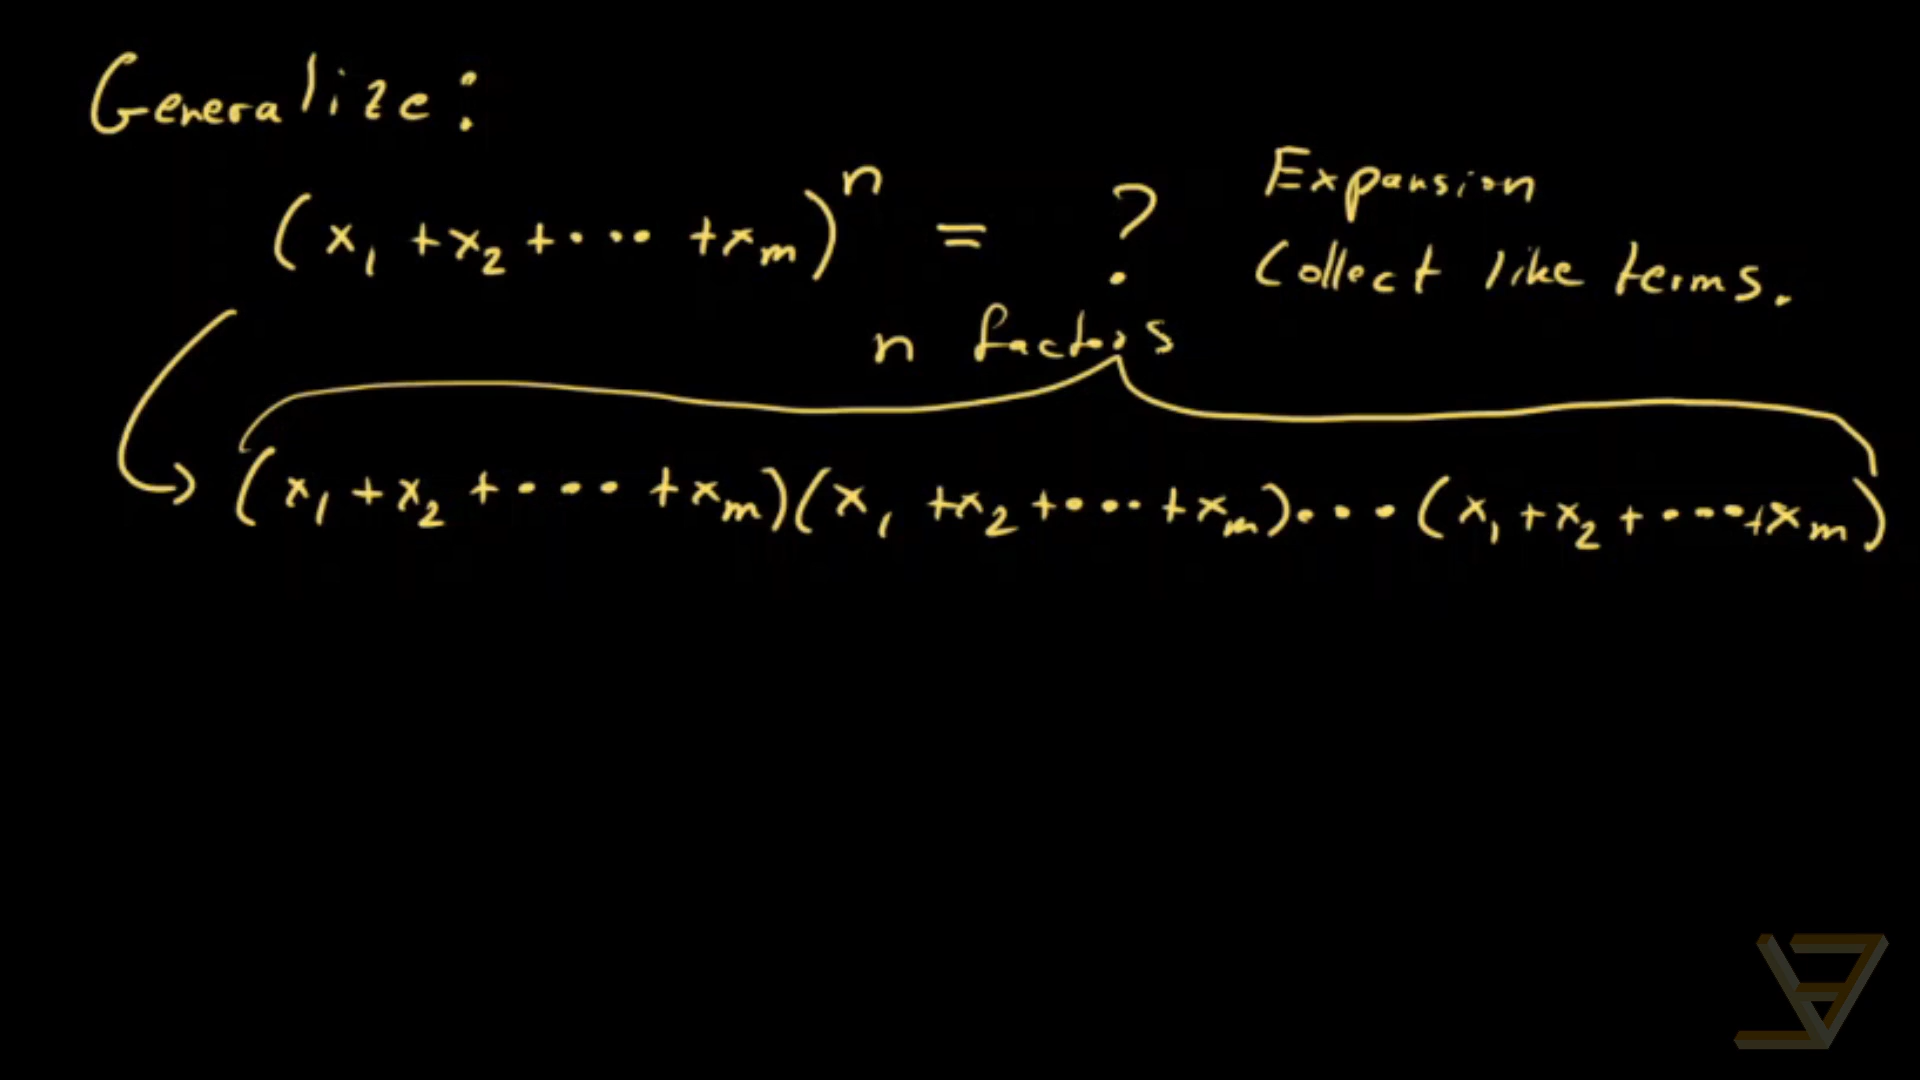 Generalize:
(x₁ + x₂ + ··· + xₘ)ⁿ = ?
Expansion
Collect like terms.
n factors
(x₁ + x₂ + ···· + xₘ)(x₁ + x₂ + ···· + xₘ)···(x₁ + x₂ + ···· + xₘ)